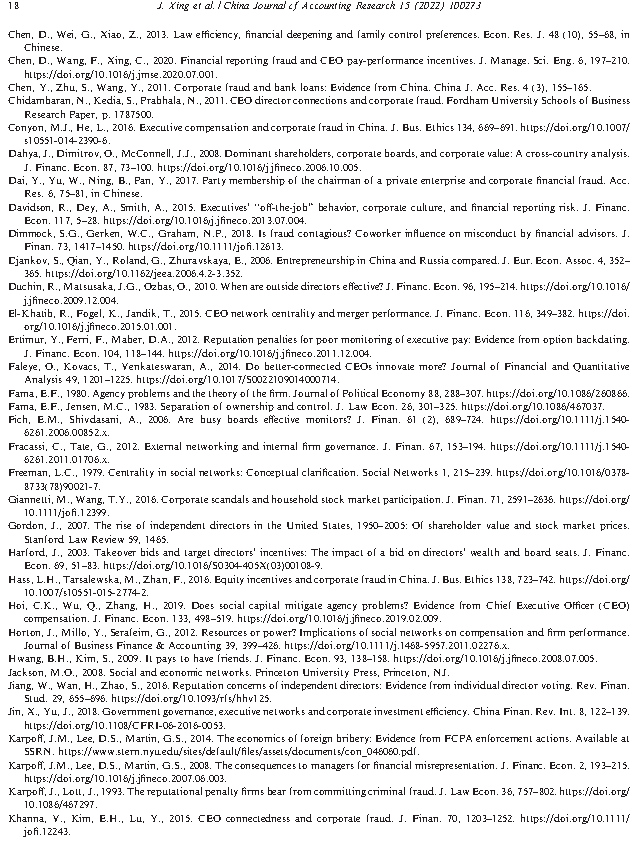 18 J. Xing et al. / China Journal of Accounting Research 15 (2022) 100273
Chen, D., Wei, G., Xiao, Z., 2013. Law efficiency, financial deepening and family control preferences. Econ. Res. J. 48 (10), 55–68, in
Chinese.
Chen, D., Wang, F., Xing, C., 2020. Financial reporting fraud and CEO pay-performance incentives. J. Manage. Sci. Eng. 6, 197–210.
https://doi.org/10.1016/j.jmse.2020.07.001.
Chen, Y., Zhu, S., Wang, Y., 2011. Corporate fraud and bank loans: Evidence from China. China J. Acc. Res. 4 (3), 155–165.
Chidambaran, N., Kedia, S., Prabhala, N., 2011. CEO director connections and corporate fraud. Fordham University Schools of Business
Research Paper, p. 1787500.
Conyon, M.J., He, L., 2016. Executive compensation and corporate fraud in China. J. Bus. Ethics 134, 669–691. https://doi.org/10.1007/
s10551-014-2390-6.
Dahya, J., Dimitrov, O., McConnell, J.J., 2008. Dominant shareholders, corporate boards, and corporate value: A cross-country analysis.
J. Financ. Econ. 87, 73–100. https://doi.org/10.1016/j.jfineco.2006.10.005.
Dai, Y., Yu, W., Ning, B., Pan, Y., 2017. Party membership of the chairman of a private enterprise and corporate financial fraud. Acc.
Res. 6, 75–81, in Chinese.
Davidson, R., Dey, A., Smith, A., 2015. Executives' “off-the-job” behavior, corporate culture, and financial reporting risk. J. Financ.
Econ. 117, 5–28. https://doi.org/10.1016/j.jfineco.2013.07.004.
Dimmock, S.G., Gerken, W.C., Graham, N.P., 2018. Is fraud contagious? Coworker influence on misconduct by financial advisors. J.
Finan. 73, 1417–1450. https://doi.org/10.1111/jofi.12613.
Djankov, S., Qian, Y., Roland, G., Zhuravskaya, E., 2006. Entrepreneurship in China and Russia compared. J. Eur. Econ. Assoc. 4, 352–
365. https://doi.org/10.1162/jeea.2006.4.2-3.352.
Duchin, R., Matsusaka, J.G., Ozbas, O., 2010. When are outside directors effective? J. Financ. Econ. 96, 195–214. https://doi.org/10.1016/
j.jfineco.2009.12.004.
El-Khatib, R., Fogel, K., Jandik, T., 2015. CEO network centrality and merger performance. J. Financ. Econ. 116, 349–382. https://doi.
org/10.1016/j.jfineco.2015.01.001.
Ertimur, Y., Ferri, F., Maber, D.A., 2012. Reputation penalties for poor monitoring of executive pay: Evidence from option backdating.
J. Financ. Econ. 104, 118–144. https://doi.org/10.1016/j.jfineco.2011.12.004.
Faleye, O., Kovacs, T., Venkateswaran, A., 2014. Do better-connected CEOs innovate more? Journal of Financial and Quantitative
Analysis 49, 1201–1225. https://doi.org/10.1017/S0022109014000714.
Fama, E.F., 1980. Agency problems and the theory of the firm. Journal of Political Economy 88, 288–307. https://doi.org/10.1086/260866.
Fama, E.F., Jensen, M.C., 1983. Separation of ownership and control. J. Law Econ. 26, 301–325. https://doi.org/10.1086/467037.
Fich, E.M., Shivdasani, A., 2006. Are busy boards effective monitors? J. Finan. 61 (2), 689–724. https://doi.org/10.1111/j.1540-
6261.2006.00852.x.
Fracassi, C., Tate, G., 2012. External networking and internal firm governance. J. Finan. 67, 153–194. https://doi.org/10.1111/j.1540-
6261.2011.01706.x.
Freeman, L.C., 1979. Centrality in social networks: Conceptual clarification. Social Networks 1, 215–239. https://doi.org/10.1016/0378-
8733(78)90021-7.
Giannetti, M., Wang, T.Y., 2016. Corporate scandals and household stock market participation. J. Finan. 71, 2591–2636. https://doi.org/
10.1111/jofi.12399.
Gordon, J., 2007. The rise of independent directors in the United States, 1950–2005: Of shareholder value and stock market prices.
Stanford Law Review 59, 1465.
Harford, J., 2003. Takeover bids and target directors' incentives: The impact of a bid on directors' wealth and board seats. J. Financ.
Econ. 69, 51–83. https://doi.org/10.1016/S0304-405X(03)00108-9.
Hass, L.H., Tarsalewska, M., Zhan, F., 2016. Equity incentives and corporate fraud in China. J. Bus. Ethics 138, 723–742. https://doi.org/
10.1007/s10551-015-2774-2.
Hoi, C.K., Wu, Q., Zhang, H., 2019. Does social capital mitigate agency problems? Evidence from Chief Executive Officer (CEO)
compensation. J. Financ. Econ. 133, 498–519. https://doi.org/10.1016/j.jfineco.2019.02.009.
Horton, J., Millo, Y., Serafeim, G., 2012. Resources or power? Implications of social networks on compensation and firm performance.
Journal of Business Finance & Accounting 39, 399–426. https://doi.org/10.1111/j.1468-5957.2011.02276.x.
Hwang, B.H., Kim, S., 2009. It pays to have friends. J. Financ. Econ. 93, 138–158. https://doi.org/10.1016/j.jfineco.2008.07.005.
Jackson, M.O., 2008. Social and economic networks. Princeton University Press, Princeton, NJ.
Jiang, W., Wan, H., Zhao, S., 2016. Reputation concerns of independent directors: Evidence from individual director voting. Rev. Finan.
Stud. 29, 655–696. https://doi.org/10.1093/rfs/hhv125.
Jin, X., Yu, J., 2018. Government governance, executive networks and corporate investment efficiency. China Finan. Rev. Int. 8, 122–139.
https://doi.org/10.1108/CFRI-06-2016-0053.
Karpoff, J.M., Lee, D.S., Martin, G.S., 2014. The economics of foreign bribery: Evidence from FCPA enforcement actions. Available at
SSRN. https://www.stern.nyu.edu/sites/default/files/assets/documents/con_046060.pdf.
Karpoff, J.M., Lee, D.S., Martin, G.S., 2008. The consequences to managers for financial misrepresentation. J. Financ. Econ. 2, 193–215.
https://doi.org/10.1016/j.jfineco.2007.06.003.
Karpoff, J., Lott, J., 1993. The reputational penalty firms bear from committing criminal fraud. J. Law Econ. 36, 757–802. https://doi.org/
10.1086/467297.
Khanna, V., Kim, E.H., Lu, Y., 2015. CEO connectedness and corporate fraud. J. Finan. 70, 1203–1252. https://doi.org/10.1111/
jofi.12243.